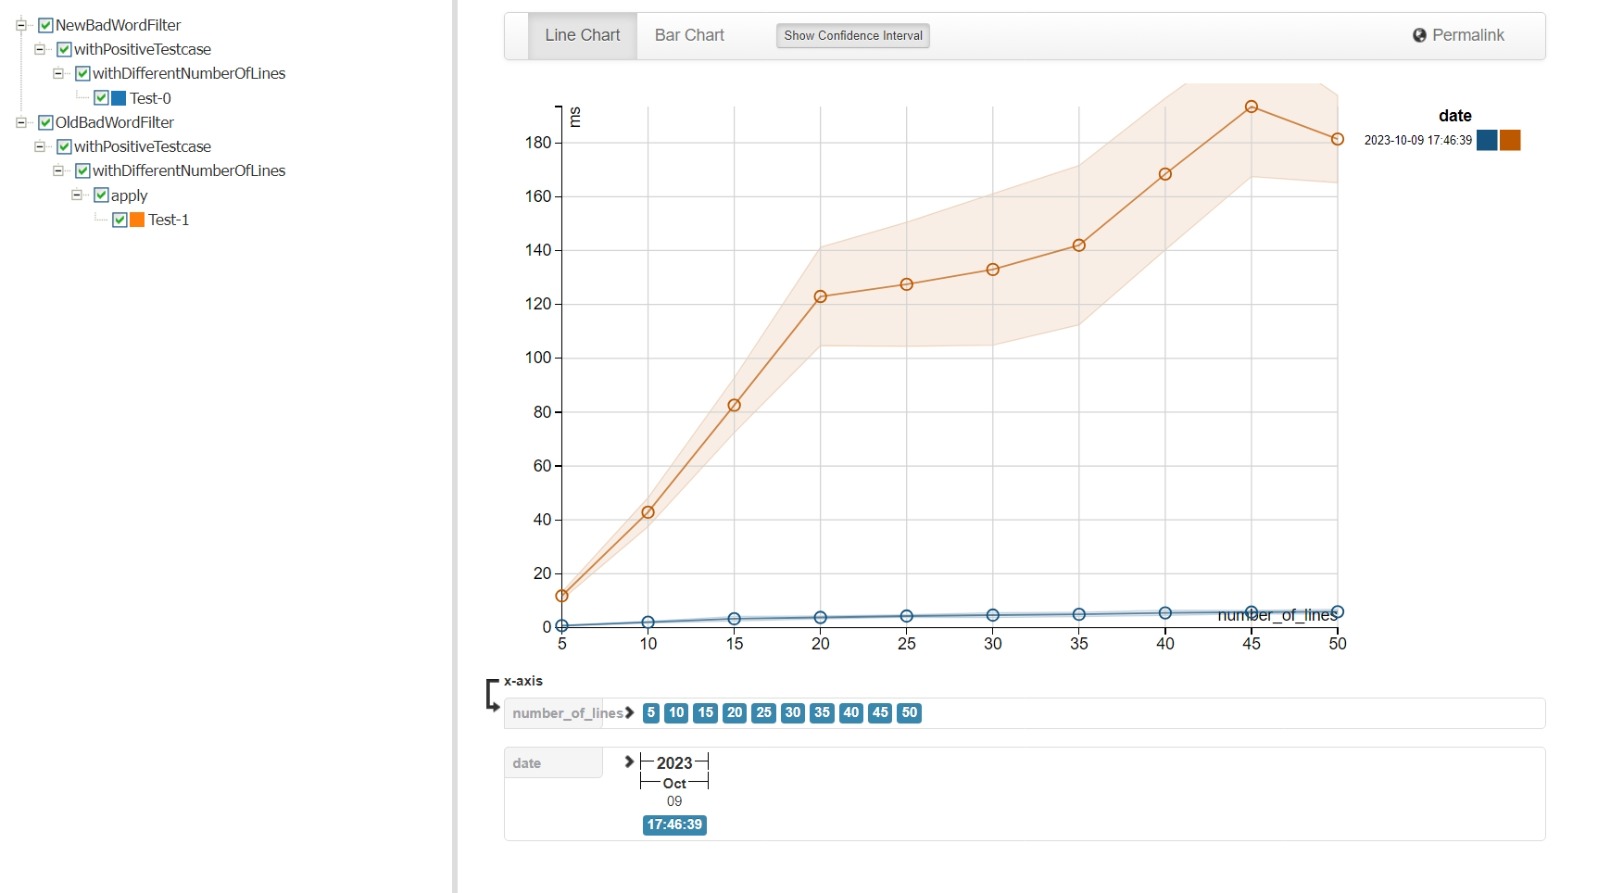 NewBadWordFilter
withPositiveTestcase
withDifferentNumberOfLines
Test-0
OldBadWordFilter
withPositiveTestcase
withDifferentNumberOfLines
apply
Test-1
Line Chart Bar Chart Show Confidence Interval Permalink
ms
180
160
140
120
100
80
60
40
20
0
5 10 15 20 25 30 35 40 45 50
number_of_lines
date
2023-10-09 17:46:39
x-axis
number_of_lines 5 10 15 20 25 30 35 40 45 50
date
2023
Oct
09
17:46:39